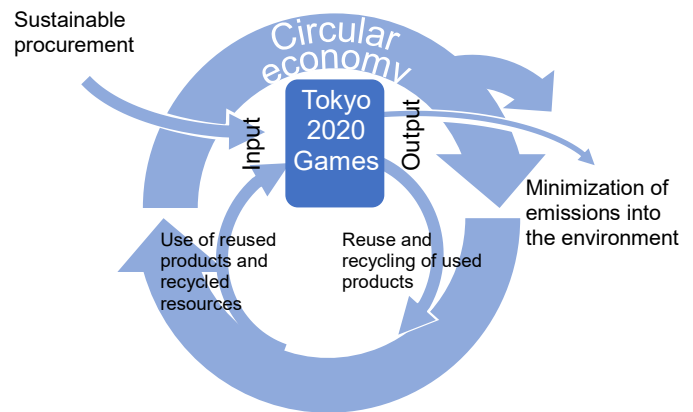 Sustainable
procurement
Circular
economy
Tokyo
2020
Games
Input
Output
Minimization of
emissions into
the environment
Use of reused
products and
recycled
resources
Reuse and
recycling of used
products